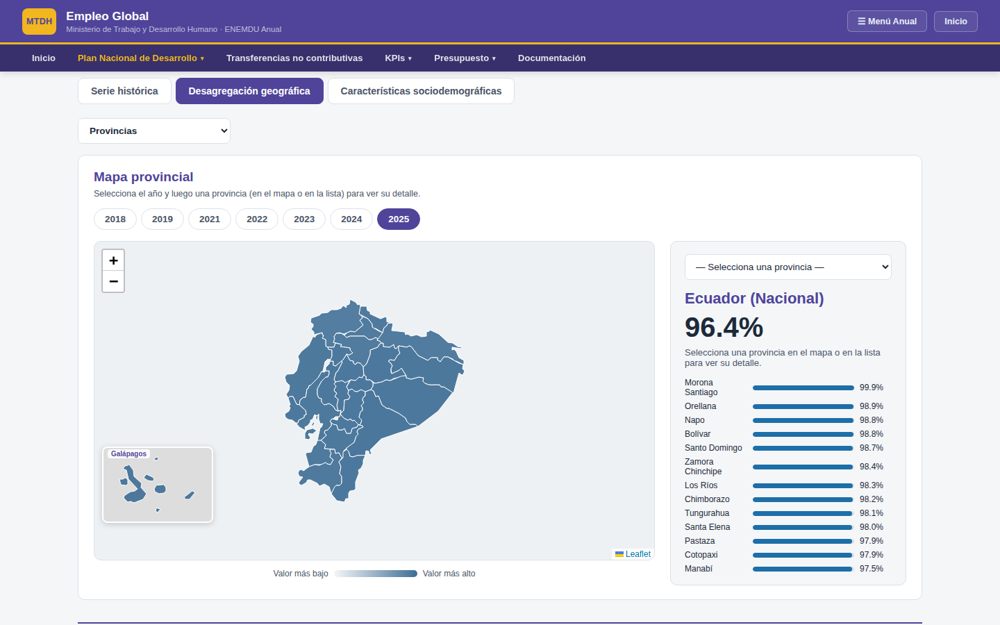 MTDH
Empleo Global
Ministerio de Trabajo y Desarrollo Humano · ENEMDU Anual
☰ Menú Anual
Inicio
Inicio
Plan Nacional de Desarrollo ▾
Transferencias no contributivas
KPIs ▾
Presupuesto ▾
Documentación
Serie histórica
Desagregación geográfica
Características sociodemográficas
Provincias
Mapa provincial
Selecciona el año y luego una provincia (en el mapa o en la lista) para ver su detalle.
2018
2019
2021
2022
2023
2024
2025
+
−
Galápagos
Leaflet
Valor más bajo
Valor más alto
— Selecciona una provincia —
Ecuador (Nacional)
96.4%
Selecciona una provincia en el mapa o en la lista
para ver su detalle.
Morona
Santiago 99.9%
Orellana 98.9%
Napo 98.8%
Bolívar 98.8%
Santo Domingo 98.7%
Zamora
Chinchipe 98.4%
Los Ríos 98.3%
Chimborazo 98.2%
Tungurahua 98.1%
Santa Elena 98.0%
Pastaza 97.9%
Cotopaxi 97.9%
Manabí 97.5%